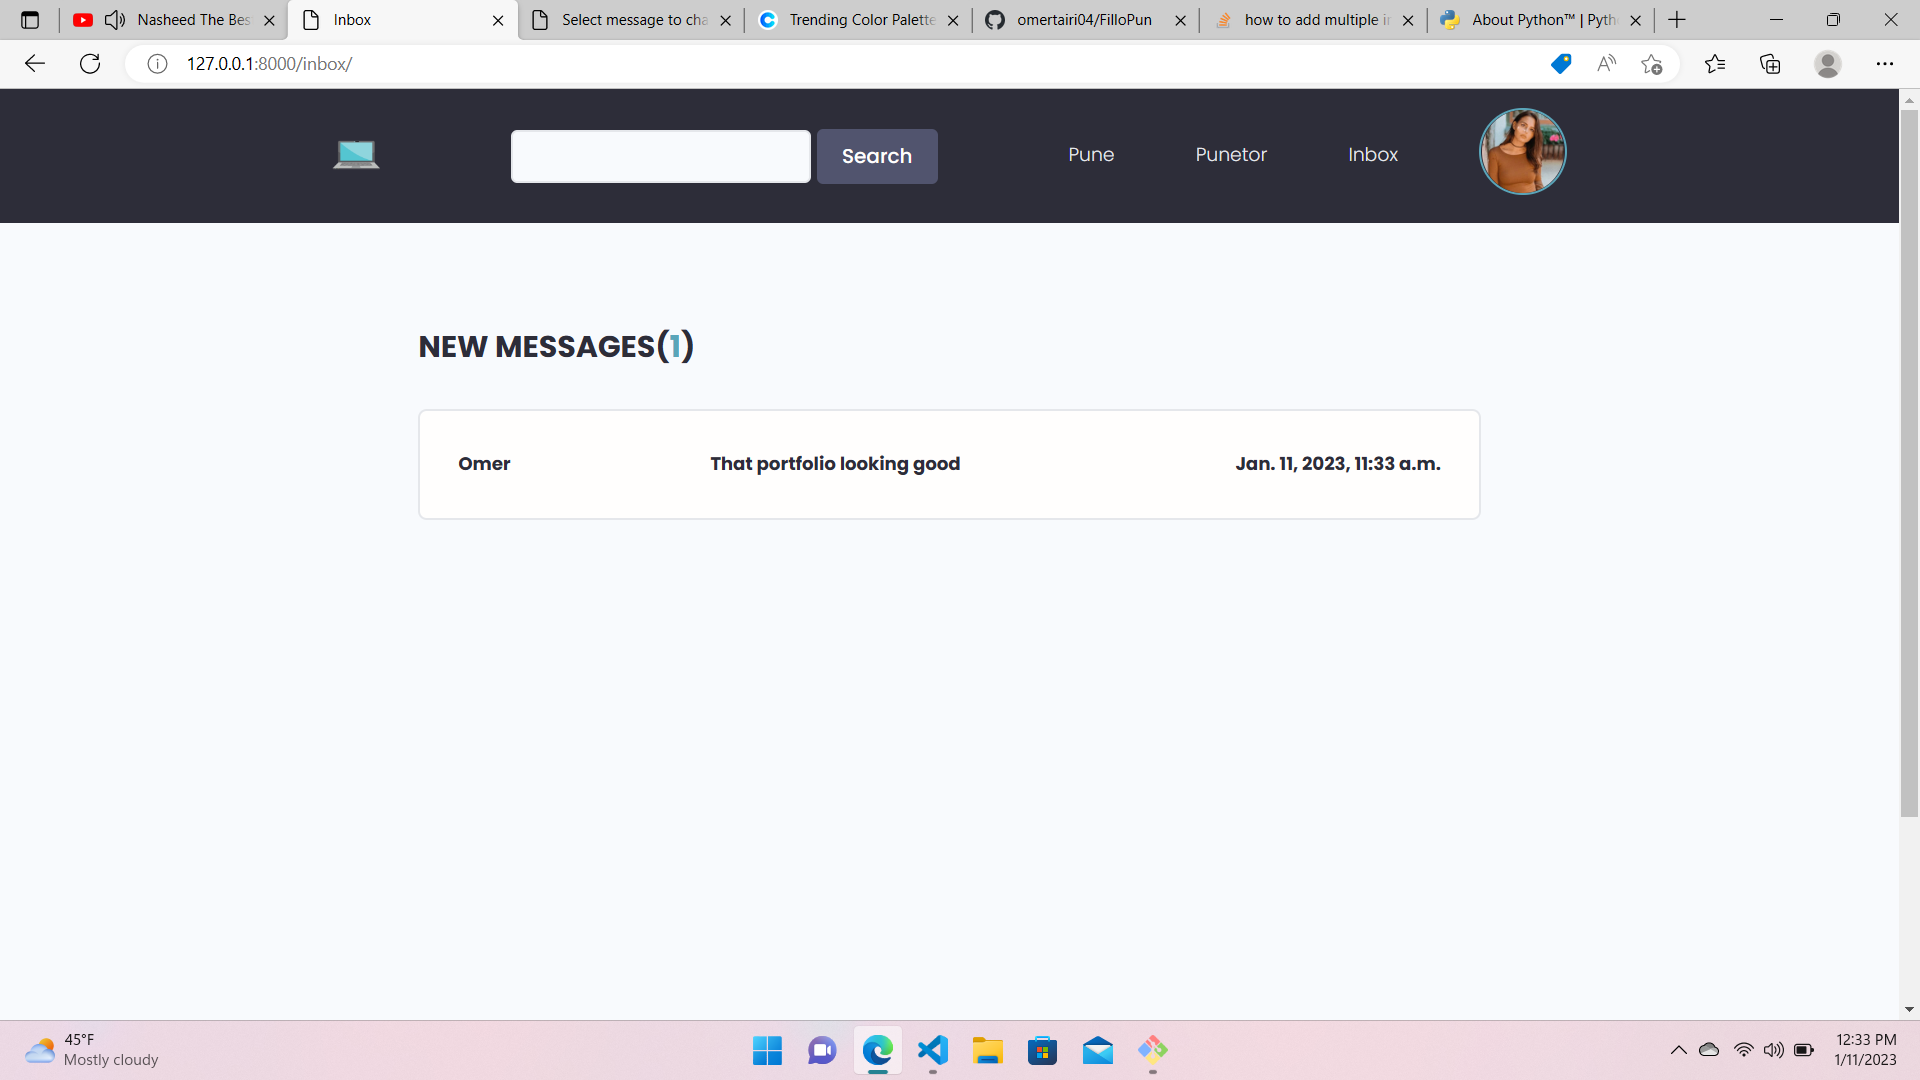 Nasheed The Bes
Inbox
Select message to cha
Trending Color Palette
omertairi04/FilloPun
how to add multiple in
About Python™ | Pyth
127.0.0.1:8000/inbox/
Search
Pune
Punetor
Inbox
NEW MESSAGES(1)
Omer
That portfolio looking good
Jan. 11, 2023, 11:33 a.m.
45°F
Mostly cloudy
12:33 PM
1/11/2023